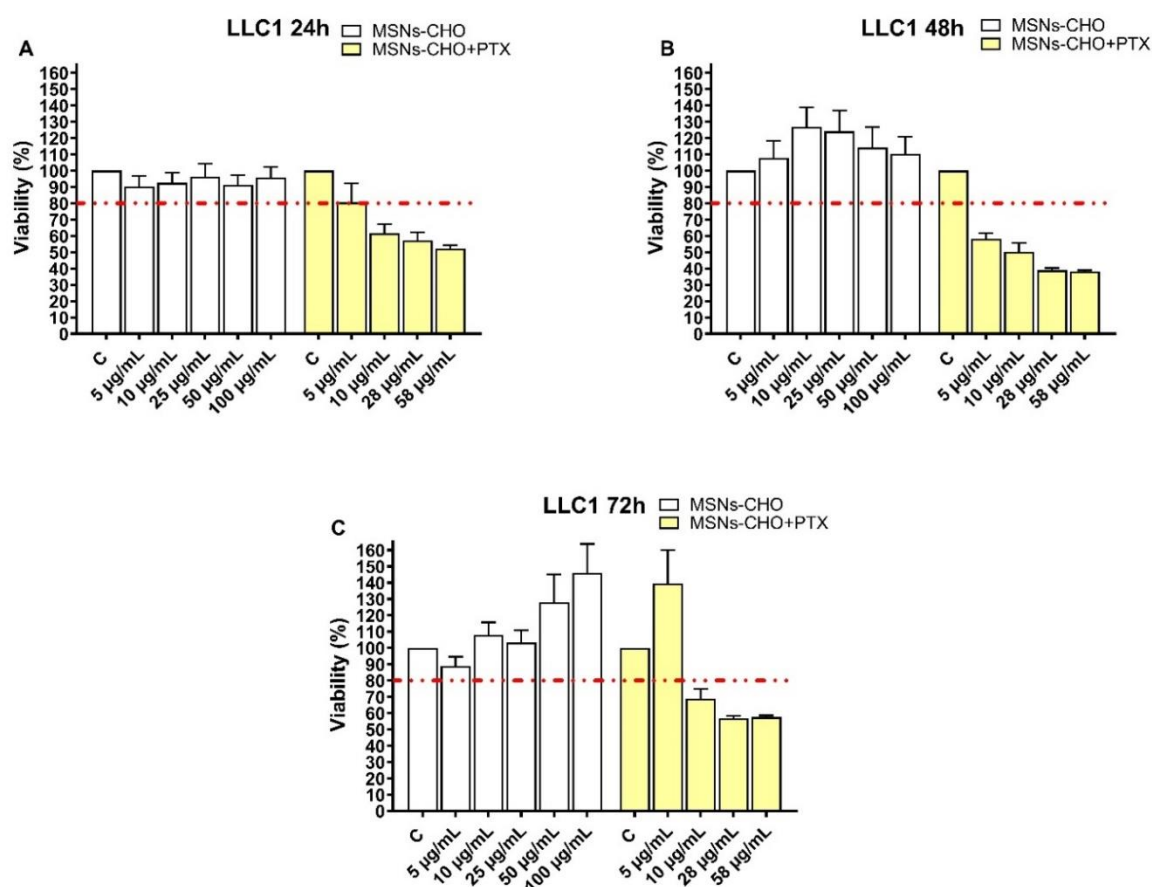 A
LLC1 24h
MSNs-CHO
MSNs-CHO+PTX
Viability (%)
160
150
140
130
120
110
100
90
80
70
60
50
40
30
20
10
0
C
5 µg/mL
10 µg/mL
25 µg/mL
50 µg/mL
100 µg/mL
C
5 µg/mL
10 µg/mL
28 µg/mL
58 µg/mL
B
LLC1 48h
MSNs-CHO
MSNs-CHO+PTX
Viability (%)
160
150
140
130
120
110
100
90
80
70
60
50
40
30
20
10
0
C
5 µg/mL
10 µg/mL
25 µg/mL
50 µg/mL
100 µg/mL
C
5 µg/mL
10 µg/mL
28 µg/mL
58 µg/mL
C
LLC1 72h
MSNs-CHO
MSNs-CHO+PTX
Viability (%)
160
150
140
130
120
110
100
90
80
70
60
50
40
30
20
10
0
C
5 µg/mL
10 µg/mL
25 µg/mL
50 µg/mL
100 µg/mL
C
5 µg/mL
10 µg/mL
28 µg/mL
58 µg/mL